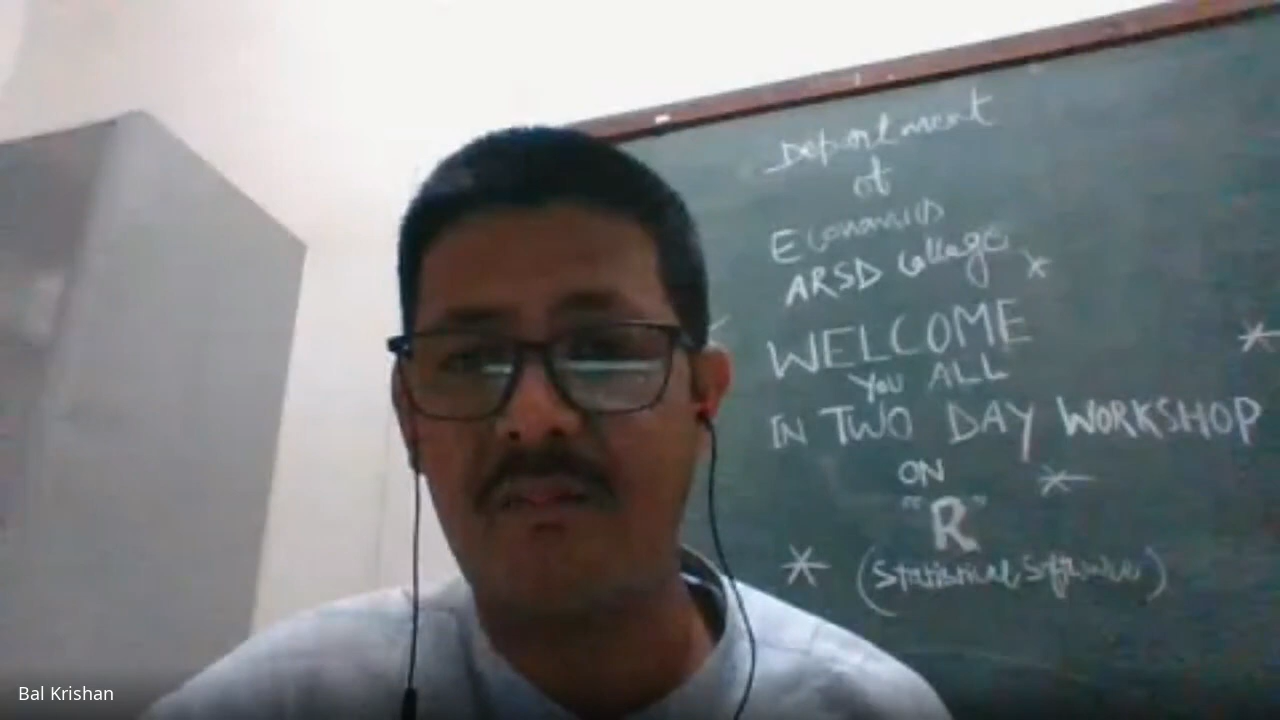 Department
of
Economics
ARSD College
WELCOME
You ALL
IN TWO DAY WORKSHOP
ON
"R"
(Statistical Software)
Bal Krishan